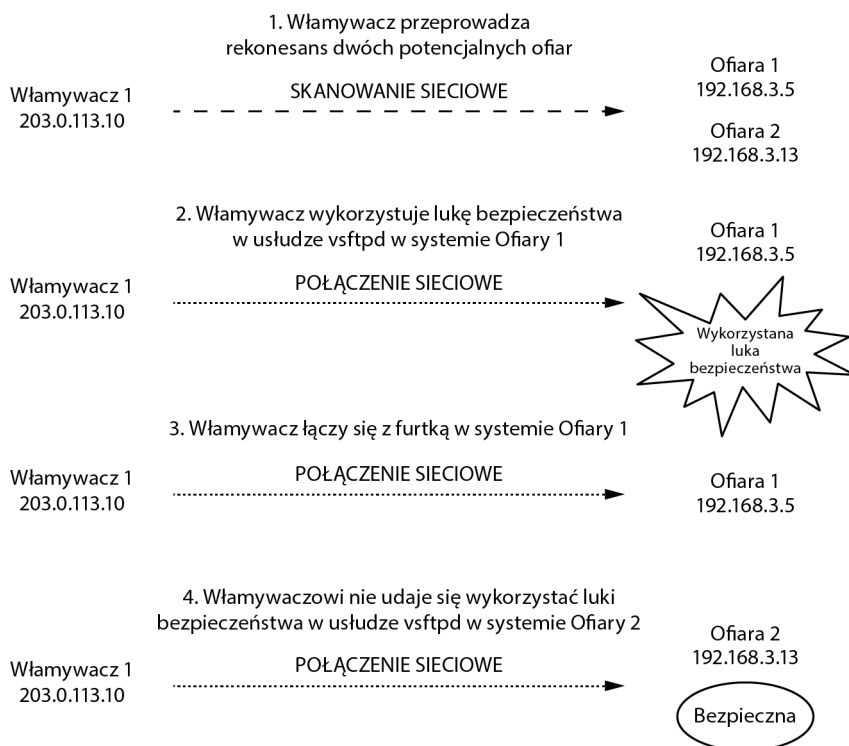 1. Włamywacz przeprowadza
rekonesans dwóch potencjalnych ofiar
SKANOWANIE SIECIOWE
Włamywacz 1
203.0.113.10
Ofiara 1
192.168.3.5
Ofiara 2
192.168.3.13
2. Włamywacz wykorzystuje lukę bezpieczeństwa
w usłudze vsftpd w systemie Ofiary 1
POŁĄCZENIE SIECIOWE
Włamywacz 1
203.0.113.10
Ofiara 1
192.168.3.5
Wykorzystana
luka
bezpieczeństwa
3. Włamywacz łączy się z furtką w systemie Ofiary 1
POŁĄCZENIE SIECIOWE
Włamywacz 1
203.0.113.10
Ofiara 1
192.168.3.5
4. Włamywaczowi nie udaje się wykorzystać luki
bezpieczeństwa w usłudze vsftpd w systemie Ofiary 2
POŁĄCZENIE SIECIOWE
Włamywacz 1
203.0.113.10
Ofiara 2
192.168.3.13
Bezpieczna